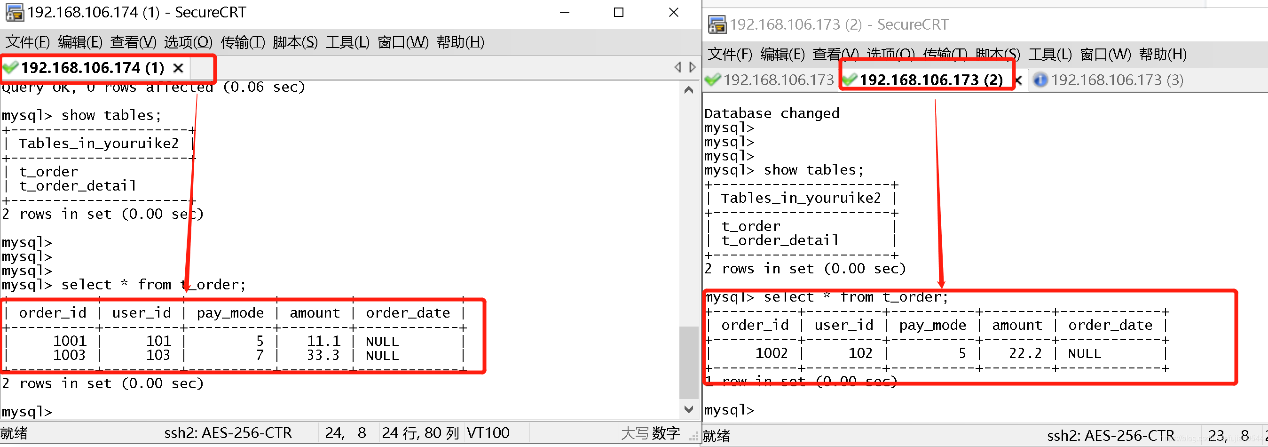 192.168.106.174 (1) - SecureCRT
文件(F) 编辑(E) 查看(V) 选项(O) 传输(T) 脚本(S) 工具(L) 窗口(W) 帮助(H)
192.168.106.174 (1) ×
Query OK, 0 rows affected (0.06 sec)
mysql> show tables;
+---------------------+
| Tables_in_youruike2 |
+---------------------+
| t_order
| t_order_detail
+---------------------+
2 rows in set (0.00 sec)
mysql>
mysql>
mysql>
mysql> select * from t_order;
| order_id | user_id | pay_mode | amount | order_date |
+----------+---------+----------+--------+------------+
| 1001 | 101 | 5 | 11.1 | NULL |
| 1003 | 103 | 7 | 33.3 | NULL |
+----------+---------+----------+--------+------------+
2 rows in set (0.00 sec)
mysql>
就绪 ssh2: AES-256-CTR 24, 8 24 行, 80 列 VT100 大写 数字
192.168.106.173 (2) - SecureCRT
文件(F) 编辑(E) 查看(V) 选项(O) 传输(T) 脚本(S) 工具(L) 窗口(W) 帮助(H)
192.168.106.173 192.168.106.173 (2) × 192.168.106.173 (3)
Database changed
mysql>
mysql>
mysql>
mysql> show tables;
+---------------------+
| Tables_in_youruike2 |
+---------------------+
| t_order |
| t_order_detail |
+---------------------+
2 rows in set (0.00 sec)
mysql> select * from t_order;
+----------+---------+----------+--------+------------+
| order_id | user_id | pay_mode | amount | order_date |
+----------+---------+----------+--------+------------+
| 1002 | 102 | 5 | 22.2 | NULL |
+----------+---------+----------+--------+------------+
1 row in set (0.00 sec)
mysql>
就绪 ssh2: AES-256-CTR 23, 8